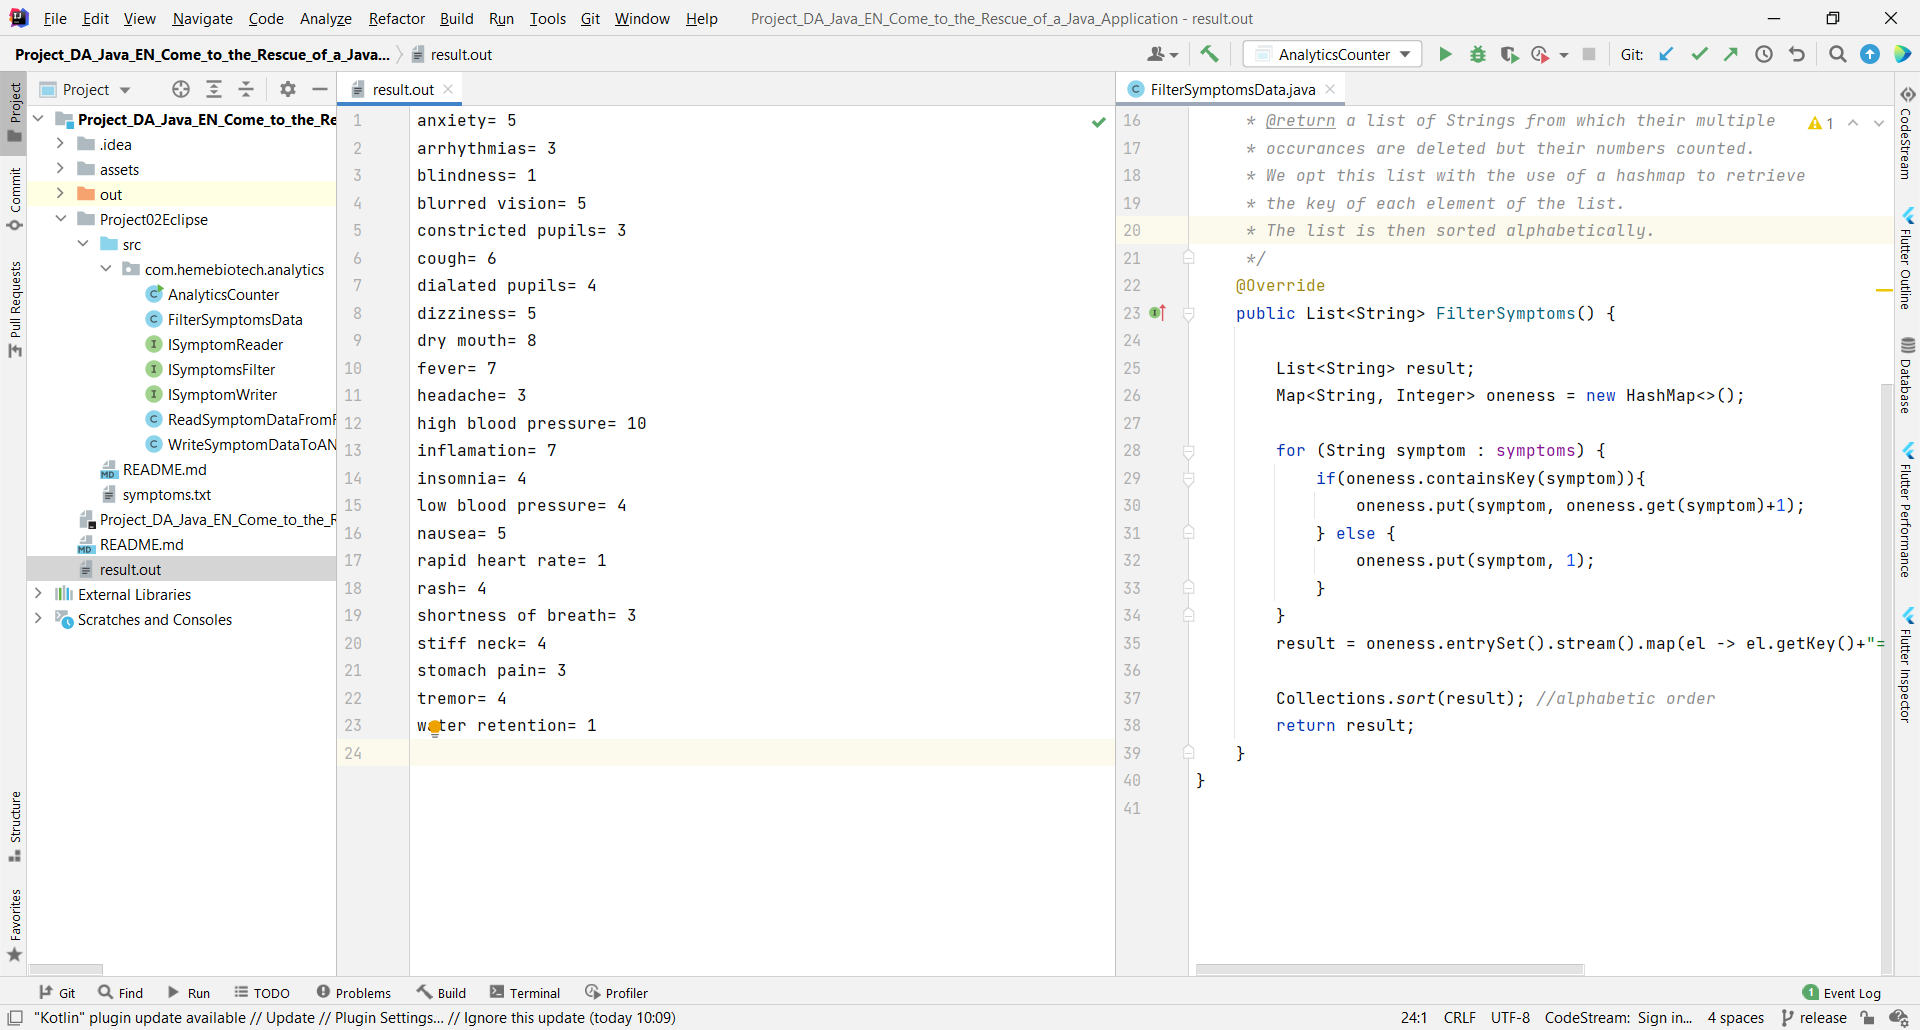 File Edit View Navigate Code Analyze Refactor Build Run Tools Git Window Help Project_DA_Java_EN_Come_to_the_Rescue_of_a_Java_Application - result.out
Project_DA_Java_EN_Come_to_the_Rescue_of_a_Java... result.out AnalyticsCounter Git:
Project
Project
Commit
Pull Requests
Structure
Favorites
Project_DA_Java_EN_Come_to_the_Re
.idea
assets
out
Project02Eclipse
src
com.hemebiotech.analytics
AnalyticsCounter
FilterSymptomsData
ISymptomReader
ISymptomsFilter
ISymptomWriter
ReadSymptomDataFromF
WriteSymptomDataToAN
README.md
symptoms.txt
Project_DA_Java_EN_Come_to_the_R
README.md
result.out
External Libraries
Scratches and Consoles
result.out
1 anxiety= 5
2 arrhythmias= 3
3 blindness= 1
4 blurred vision= 5
5 constricted pupils= 3
6 cough= 6
7 dialated pupils= 4
8 dizziness= 5
9 dry mouth= 8
10 fever= 7
11 headache= 3
12 high blood pressure= 10
13 inflamation= 7
14 insomnia= 4
15 low blood pressure= 4
16 nausea= 5
17 rapid heart rate= 1
18 rash= 4
19 shortness of breath= 3
20 stiff neck= 4
21 stomach pain= 3
22 tremor= 4
23 water retention= 1
24
FilterSymptomsData.java
1
16 * @return a list of Strings from which their multiple
17 * occurances are deleted but their numbers counted.
18 * We opt this list with the use of a hashmap to retrieve
19 * the key of each element of the list.
20 * The list is then sorted alphabetically.
21 */
22 @Override
23 public List<String> FilterSymptoms() {
24
25 List<String> result;
26 Map<String, Integer> oneness = new HashMap<>();
27
28 for (String symptom : symptoms) {
29 if(oneness.containsKey(symptom)){
30 oneness.put(symptom, oneness.get(symptom)+1);
31 } else {
32 oneness.put(symptom, 1);
33 }
34 }
35 result = oneness.entrySet().stream().map(el -> el.getKey()+"=
36
37 Collections.sort(result); //alphabetic order
38 return result;
39 }
40 }
41
CodeStream
Flutter Outline
Database
Flutter Performance
Flutter Inspector
Git Find Run TODO Problems Build Terminal Profiler 1 Event Log
"Kotlin" plugin update available // Update // Plugin Settings... // Ignore this update (today 10:09) 24:1 CRLF UTF-8 CodeStream: Sign in... 4 spaces release